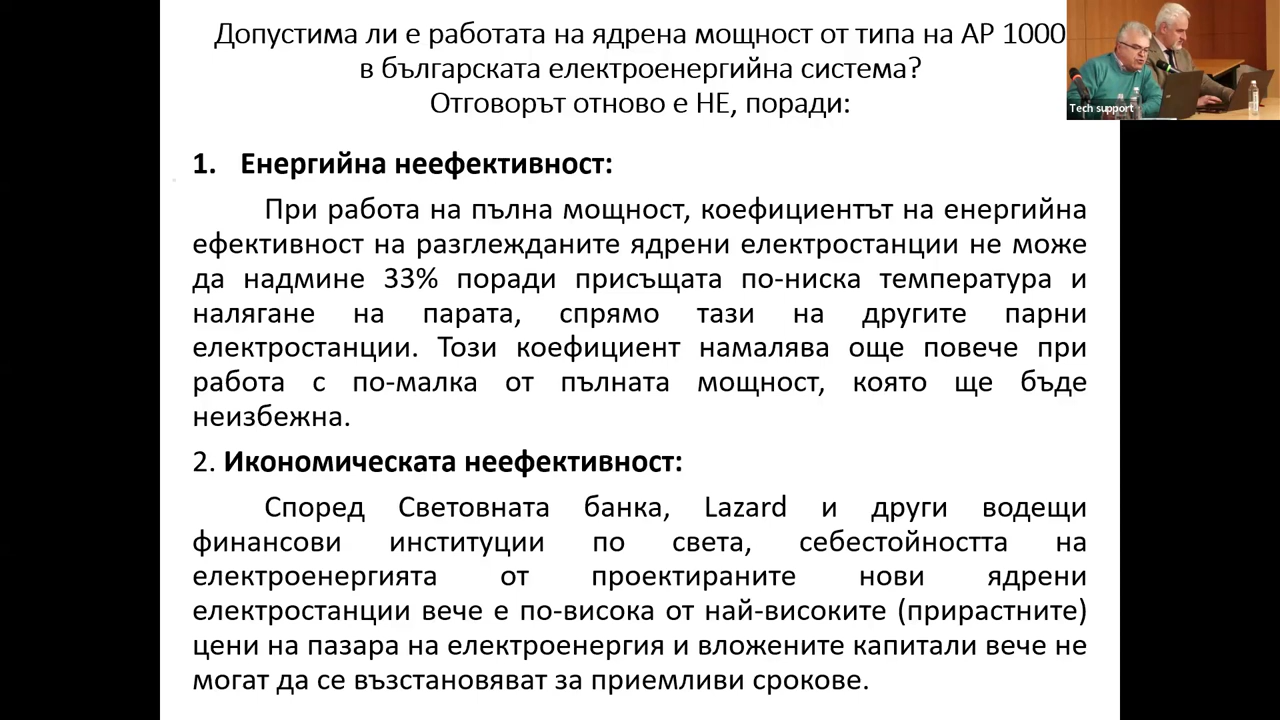 Допустима ли е работата на ядрена мощност от типа на АР 1000
в българската електроенергийна система?
Отговорът отново е НЕ, поради:
Tech support
1. Енергийна неефективност:
При работа на пълна мощност, коефициентът на енергийна
ефективност на разглежданите ядрени електростанции не може
да надмине 33% поради присъщата по-ниска температура и
налягане на парата, спрямо тази на другите парни
електростанции. Този коефициент намалява още повече при
работа с по-малка от пълната мощност, която ще бъде
неизбежна.
2. Икономическата неефективност:
Според Световната банка, Lazard и други водещи
финансови институции по света, себестойността на
електроенергията от проектираните нови ядрени
електростанции вече е по-висока от най-високите (прирастните)
цени на пазара на електроенергия и вложените капитали вече не
могат да се възстановяват за приемливи срокове.